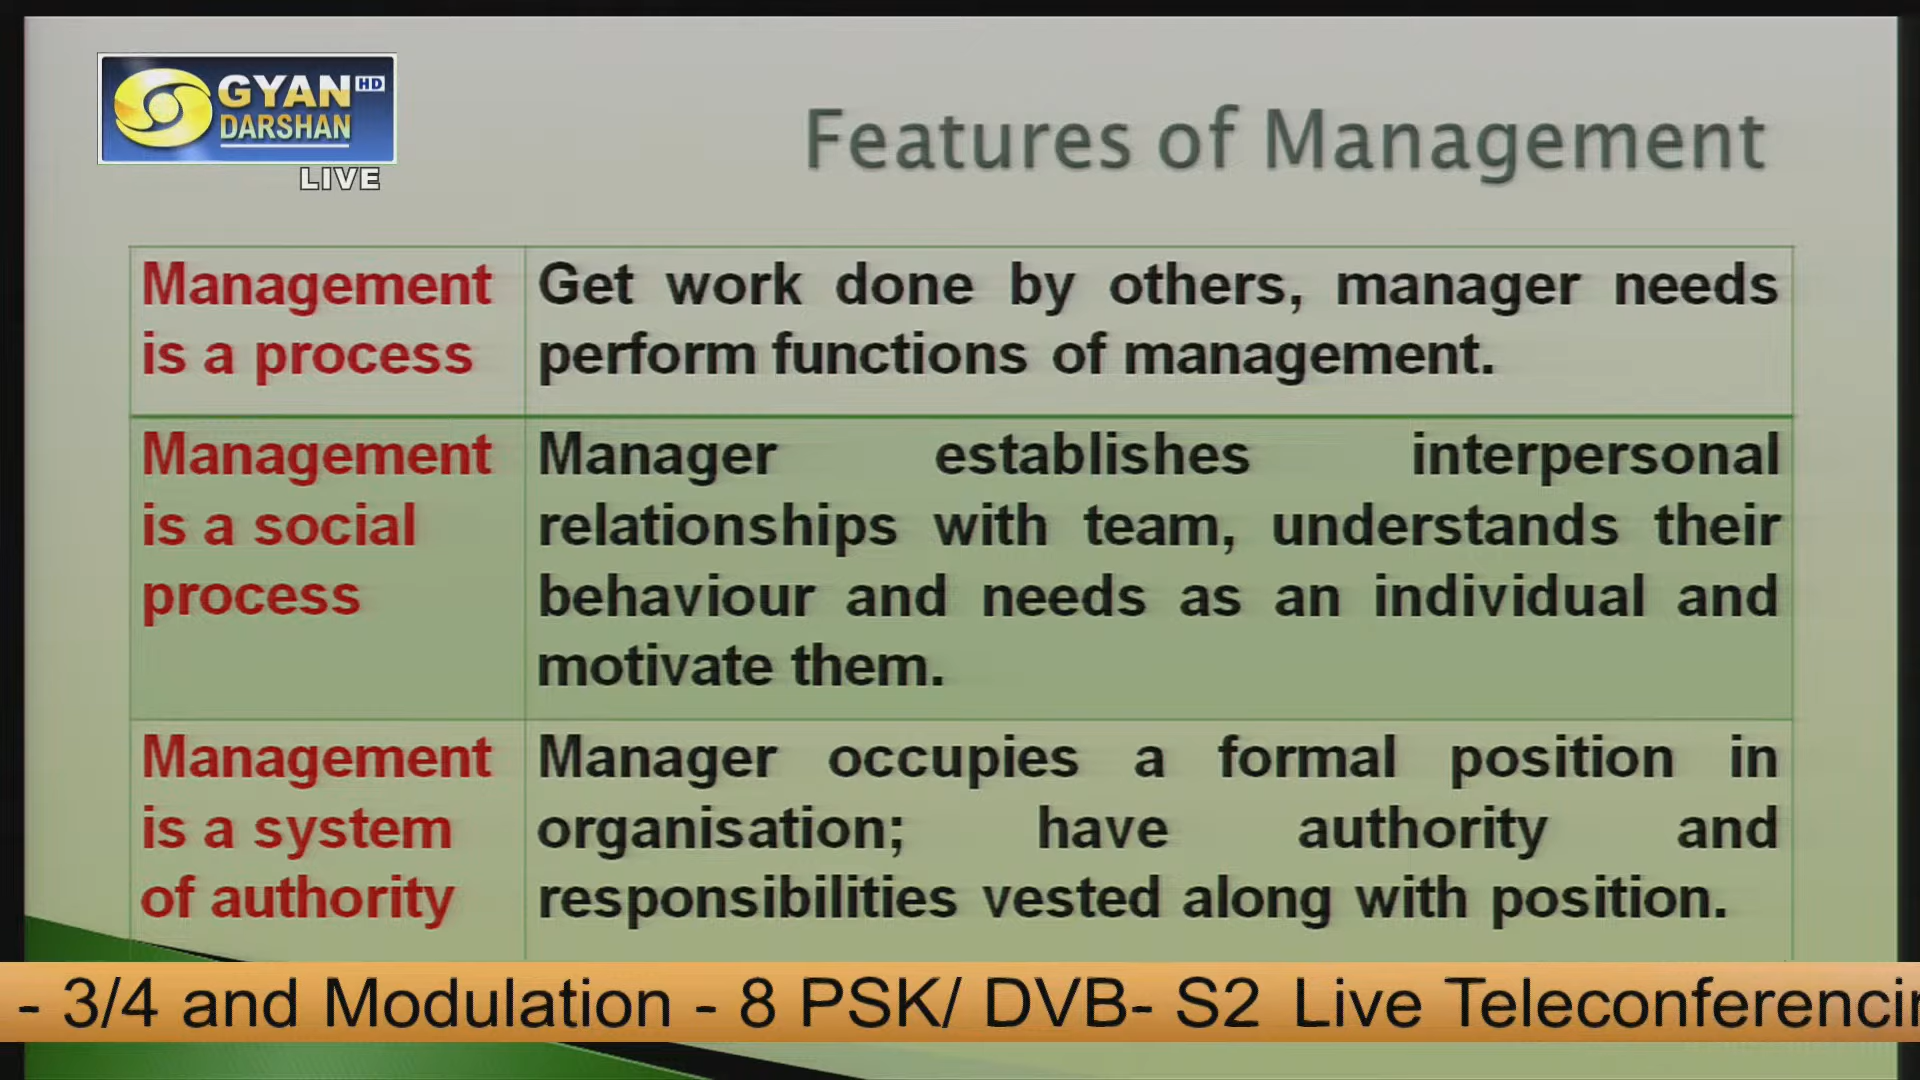 GYAN HD
DARSHAN
LIVE
Features of Management
Management
is a process
Get work done by others, manager needs
perform functions of management.
Management
is a social
process
Manager establishes interpersonal
relationships with team, understands their
behaviour and needs as an individual and
motivate them.
Management
is a system
of authority
Manager occupies a formal position in
organisation; have authority and
responsibilities vested along with position.
- 3/4 and Modulation - 8 PSK/ DVB- S2 Live Teleconferencin